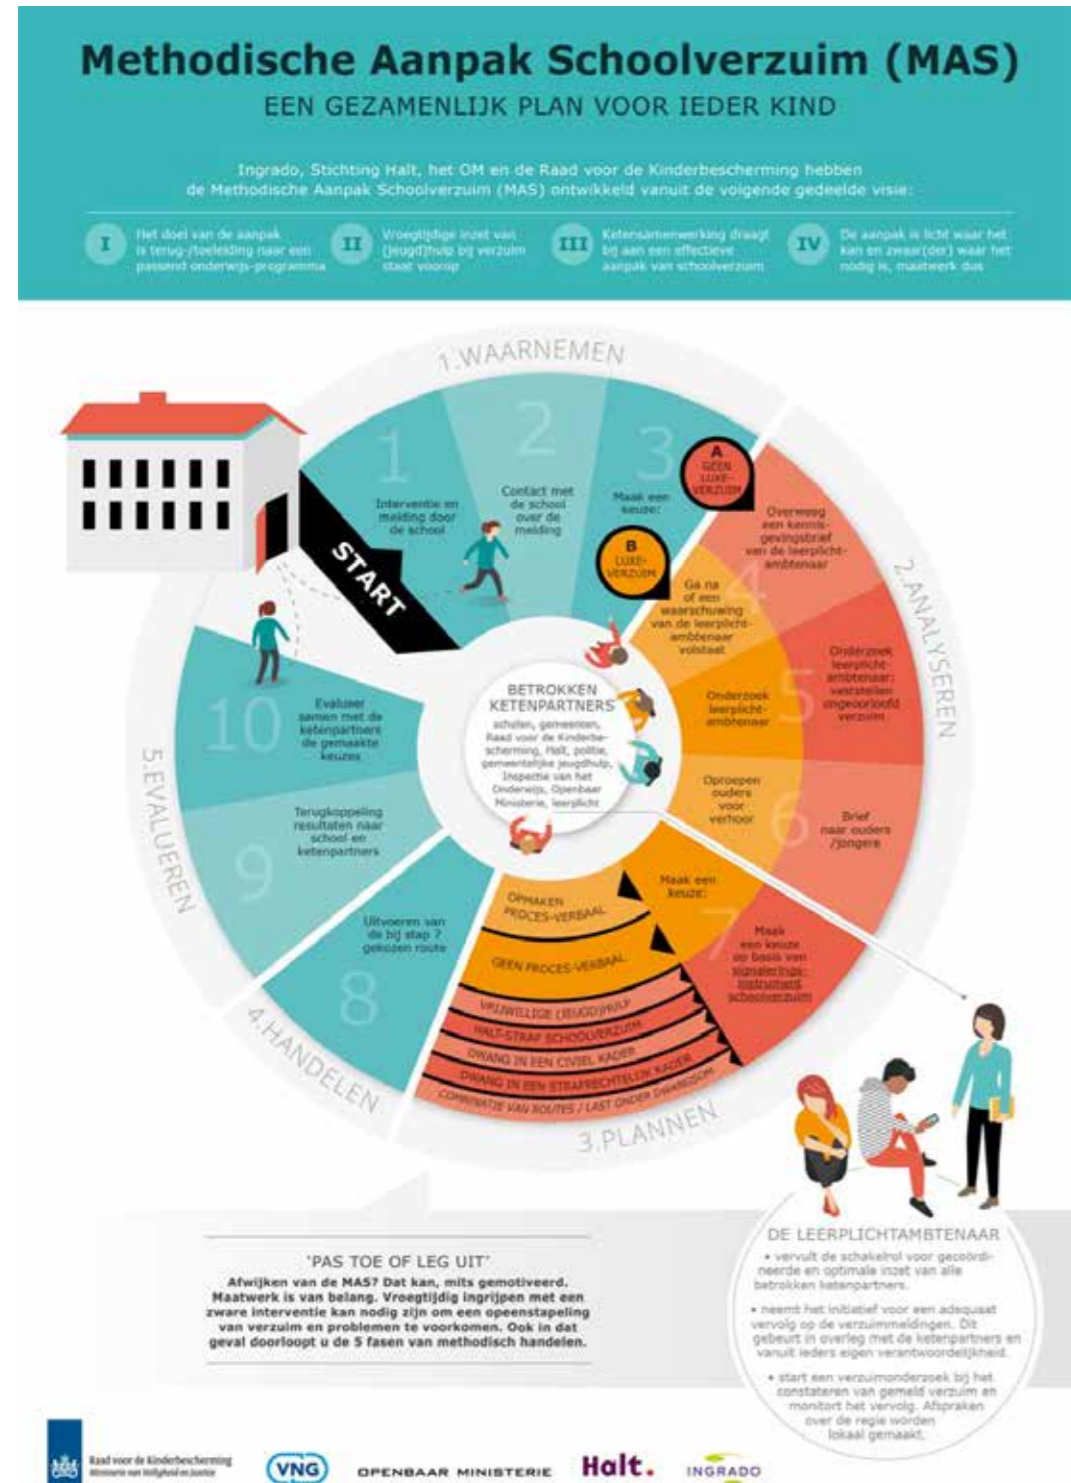 Methodische Aanpak Schoolverzuim (MAS)
EEN GEZAMENLIJK PLAN VOOR IEDER KIND
Ingrado, Stichting Halt, het OM en de Raad voor de Kinderbescherming hebben
de Methodische Aanpak Schoolverzuim (MAS) ontwikkeld vanuit de volgende gedeelde visie:
I
Het doel van de aanpak
is terug-/toeleiding naar een
passend onderwijs-programma
II
Vroegtijdige inzet van
(jeugd)hulp bij verzuim
staat voorop
III
Ketensamenwerking draagt
bij aan een effectieve
aanpak van schoolverzuim
IV
De aanpak is licht waar het
kan en zwaar(der) waar het
nodig is, maatwerk dus
1.WAARNEMEN
START
1
Interventie en
melding door
de school
2
Contact met
de school
over de
melding
3
Maak een
keuze:
A
GEEN
LUXE-
VERZUIM
B
LUXE-
VERZUIM
2.ANALYSEREN
4
Overweeg
een kennis-
gevingsbrief
van de leerplicht-
ambtenaar
Ga na
of een
waarschuwing
van de leerplicht-
ambtenaar
volstaat
5
Onderzoek
leerplicht-
ambtenaar:
vaststellen
ongeoorloofd
verzuim
Onderzoek
leerplicht-
ambtenaar
6
Oproepen
ouders
voor
verhoor
Brief
naar ouders
/jongere
7
Maak een
keuze:
Maak
een keuze
op basis van
signalerings-
instrument
schoolverzuim
OPMAKEN
PROCES-VERBAAL
GEEN PROCES-VERBAAL
VRIJWILLIGE (JEUGD)HULP
HALT-STRAF SCHOOLVERZUIM
DWANG IN EEN CIVIEL KADER
DWANG IN EEN STRAFRECHTELIJK KADER
COMBINATIE VAN ROUTES / LAST ONDER DWANGSOM
3.PLANNEN
8
Uitvoeren van
de bij stap 7
gekozen route
4.HANDELEN
9
Terugkoppeling
resultaten naar
school en
ketenpartners
10
Evalueer
samen met de
ketenpartners
de gemaakte
keuzes
5.EVALUEREN
BETROKKEN
KETENPARTNERS
scholen, gemeenten,
Raad voor de Kinderbe-
scherming, Halt, politie,
gemeentelijke jeugdhulp,
Inspectie van het
Onderwijs, Openbaar
Ministerie, leerplicht
'PAS TOE OF LEG UIT'
Afwijken van de MAS? Dat kan, mits gemotiveerd.
Maatwerk is van belang. Vroegtijdig ingrijpen met een
zware interventie kan nodig zijn om een opeenstapeling
van verzuim en problemen te voorkomen. Ook in dat
geval doorloopt u de 5 fasen van methodisch handelen.
DE LEERPLICHTAMBTENAAR
• vervult de schakelrol voor gecoördi-
neerde en optimale inzet van alle
betrokken ketenpartners.
• neemt het initiatief voor een adequaat
vervolg op de verzuimmeldingen. Dit
gebeurt in overleg met de ketenpartners en
vanuit ieders eigen verantwoordelijkheid.
• start een verzuimonderzoek bij het
constateren van gemeld verzuim en
monitort het vervolg. Afspraken
over de regie worden
lokaal gemaakt.
Raad voor de Kinderbescherming
Ministerie van Veiligheid en Justitie
VNG
OPENBAAR MINISTERIE
Halt.
INGRADO